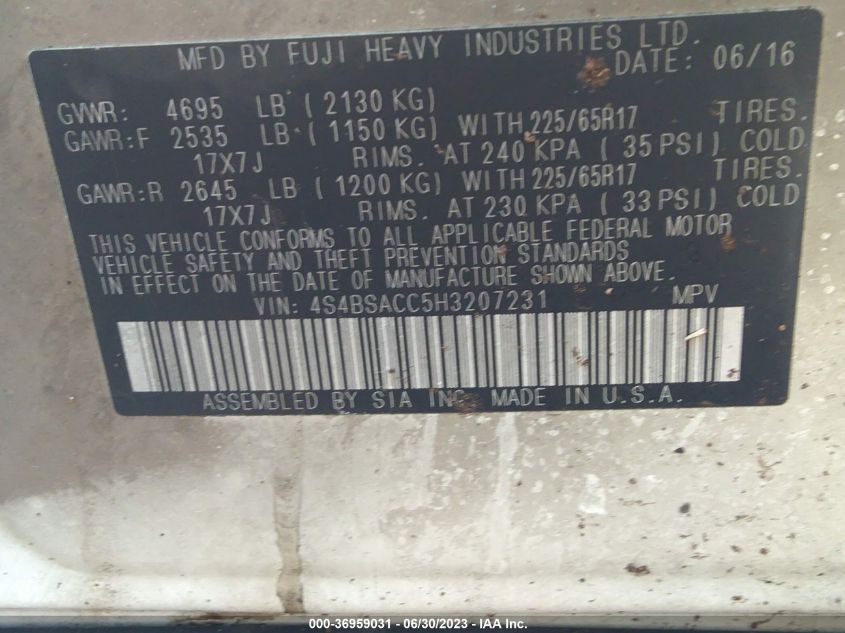 MFD BY FUJI HEAVY INDUSTRIES LTD.
DATE: 06/16
GVWR: 4695 LB (2130 KG)
GAWR:F 2535 LB (1150 KG) WITH 225/65R17 TIRES.
17X7J RIMS. AT 240 KPA (35 PSI) COLD
GAWR:R 2645 LB (1200 KG) WITH 225/65R17 TIRES.
17X7J RIMS. AT 230 KPA (33 PSI) COLD
THIS VEHICLE CONFORMS TO ALL APPLICABLE FEDERAL MOTOR
VEHICLE SAFETY AND THEFT PREVENTION STANDARDS
IN EFFECT ON THE DATE OF MANUFACTURE SHOWN ABOVE.
VIN: 4S4BSACC5H3207231 MPV
ASSEMBLED BY SIA INC. MADE IN U.S.A.
000-36959031 - 06/30/2023 - IAA Inc.